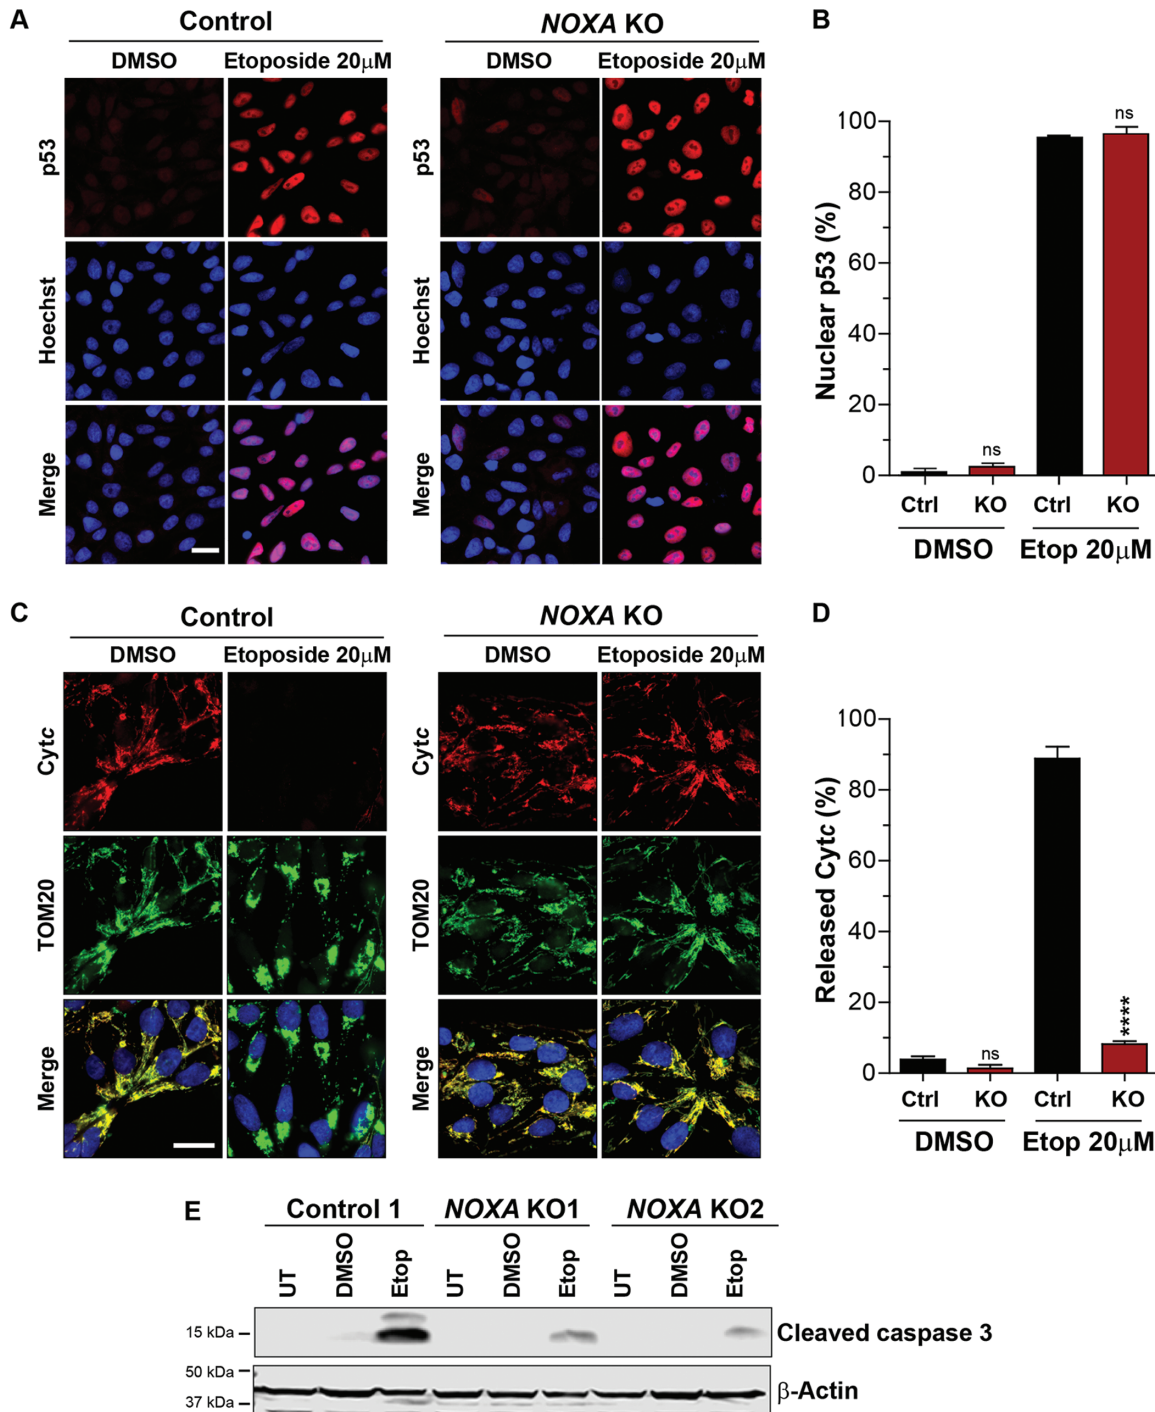 A
Control
NOXA KO
DMSO
Etoposide 20µM
DMSO
Etoposide 20µM
p53
p53
Hoechst
Hoechst
Merge
Merge
B
Nuclear p53 (%)
100
80
60
40
20
0
ns
ns
Ctrl
KO
Ctrl
KO
DMSO
Etop 20µM
C
Control
NOXA KO
DMSO
Etoposide 20µM
DMSO
Etoposide 20µM
Cytc
Cytc
TOM20
TOM20
Merge
Merge
D
Released Cytc (%)
100
80
60
40
20
0
ns
****
Ctrl
KO
Ctrl
KO
DMSO
Etop 20µM
E
Control 1
NOXA KO1
NOXA KO2
UT
DMSO
Etop
UT
DMSO
Etop
UT
DMSO
Etop
15 kDa
Cleaved caspase 3
50 kDa
37 kDa
β-Actin